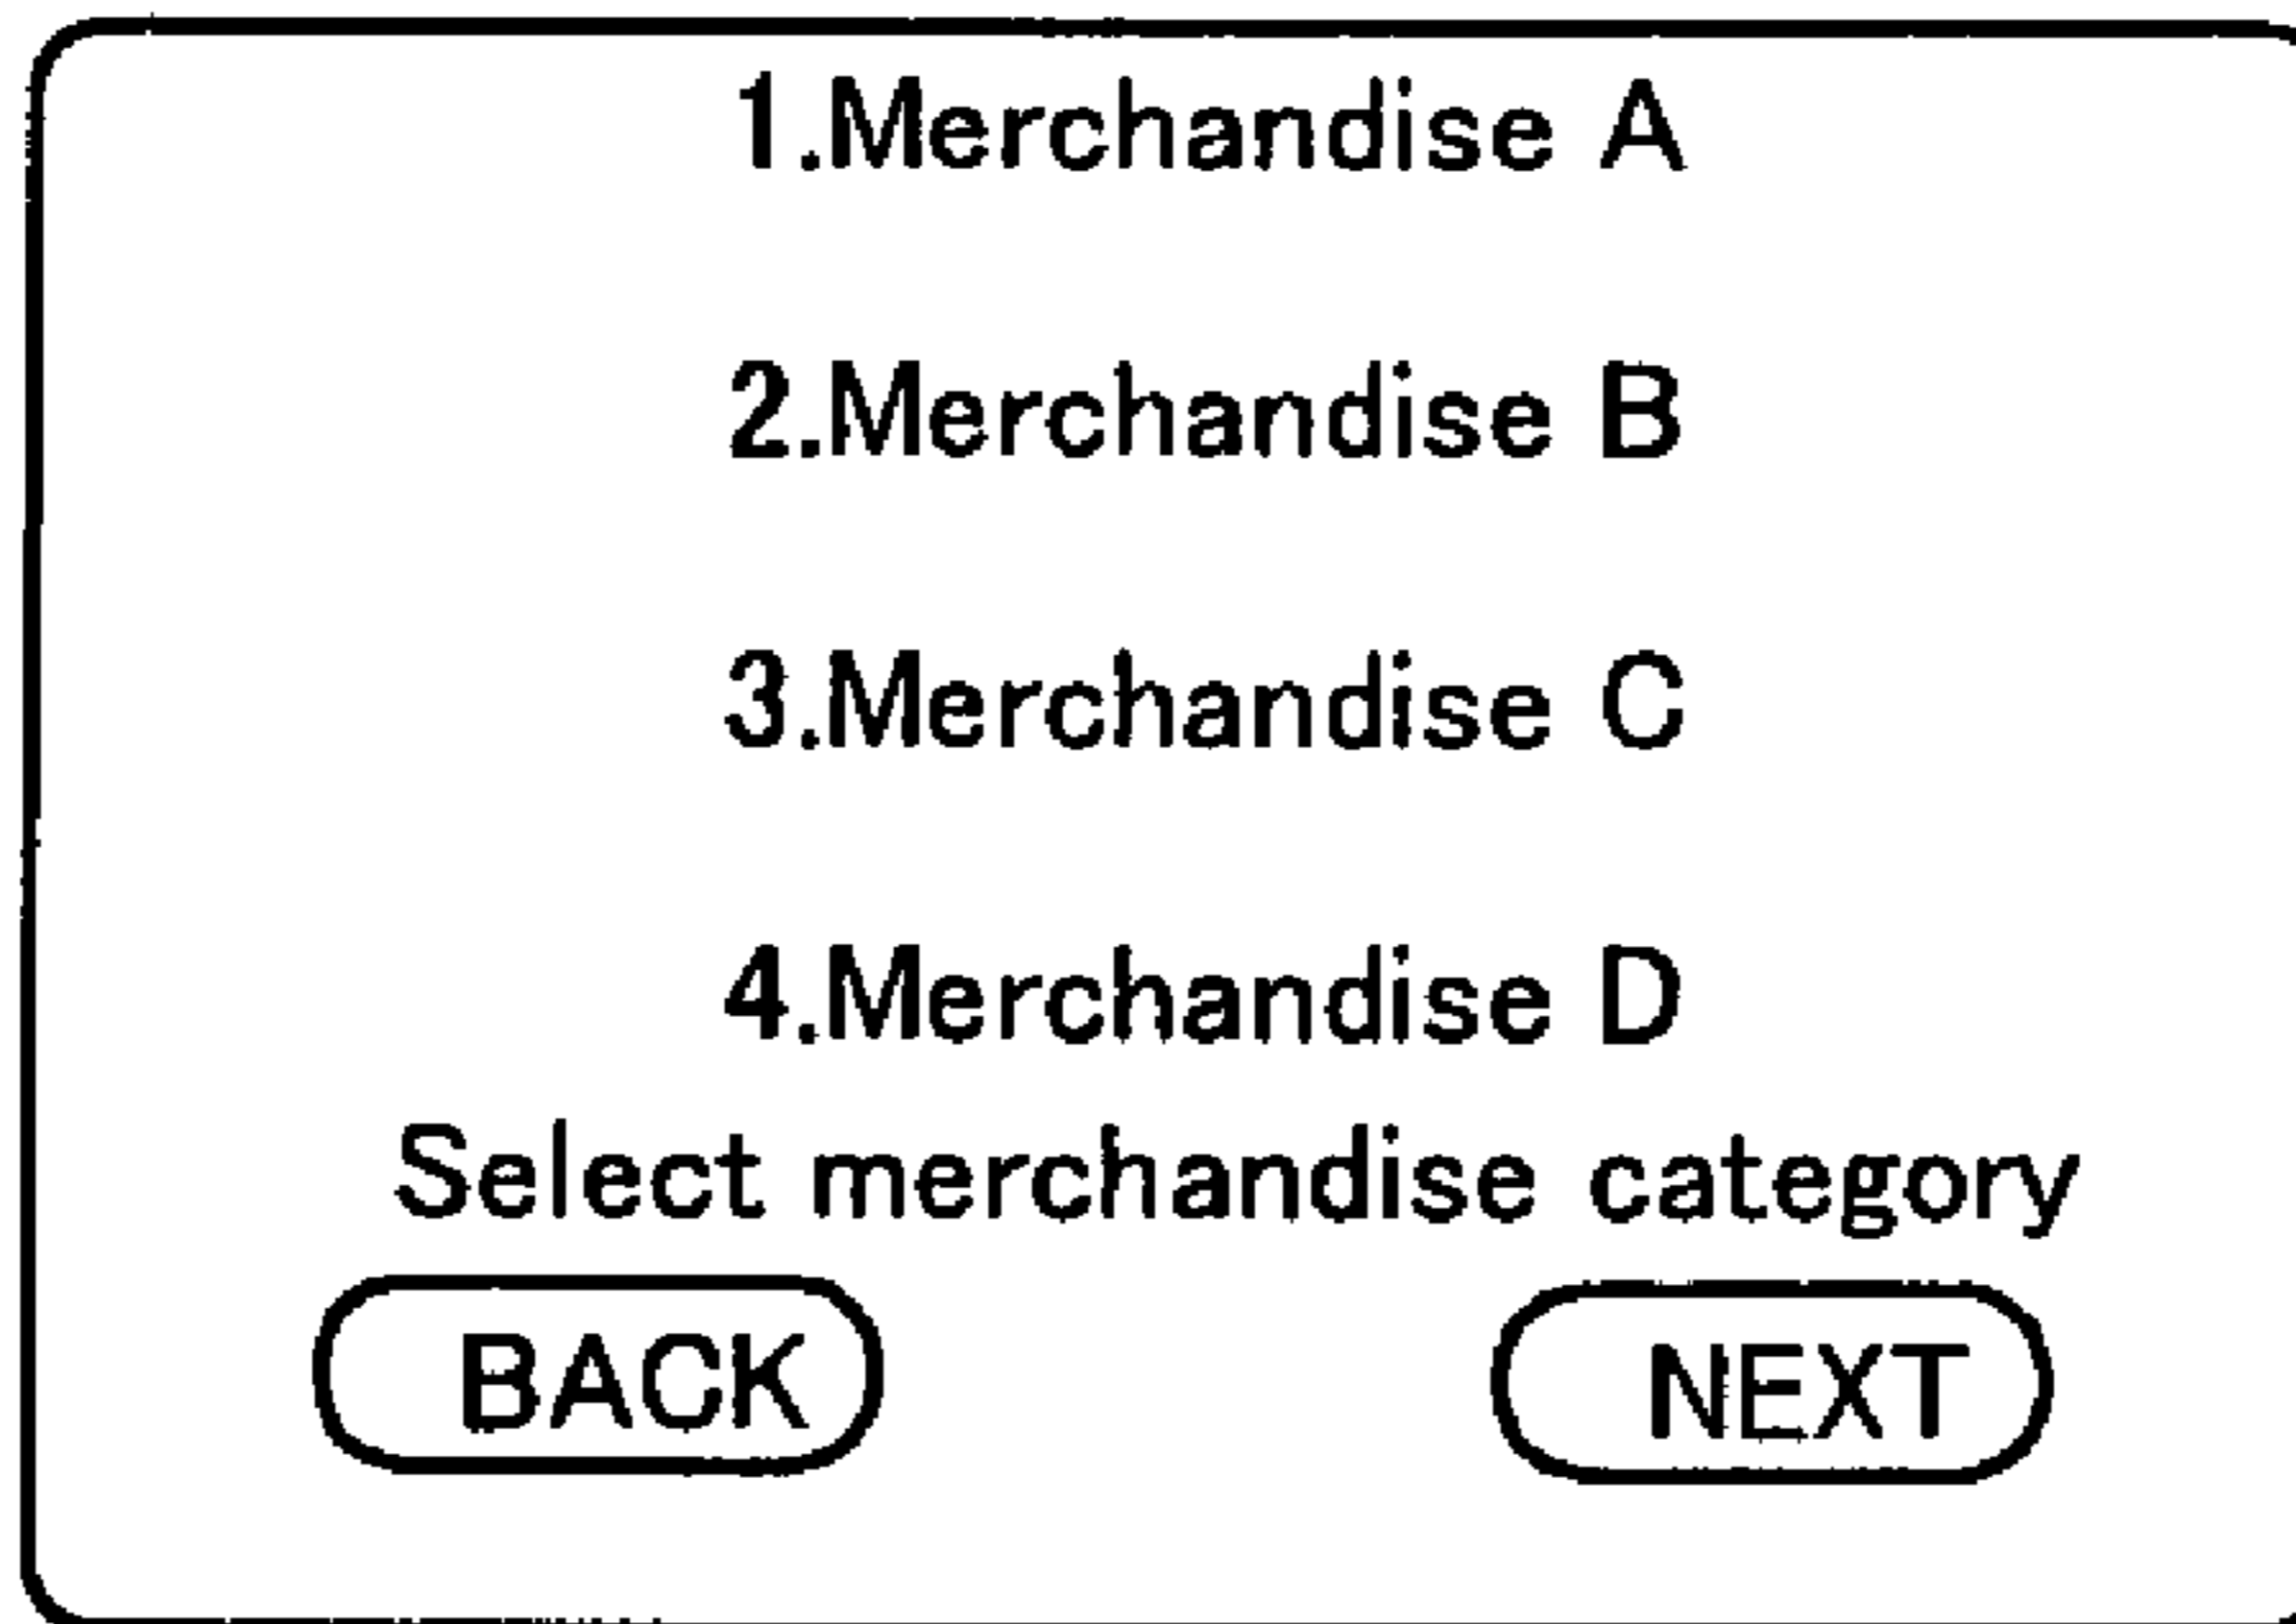 1.Merchandise A
2.Merchandise B
3.Merchandise C
4.Merchandise D
Select merchandise category
BACK NEXT